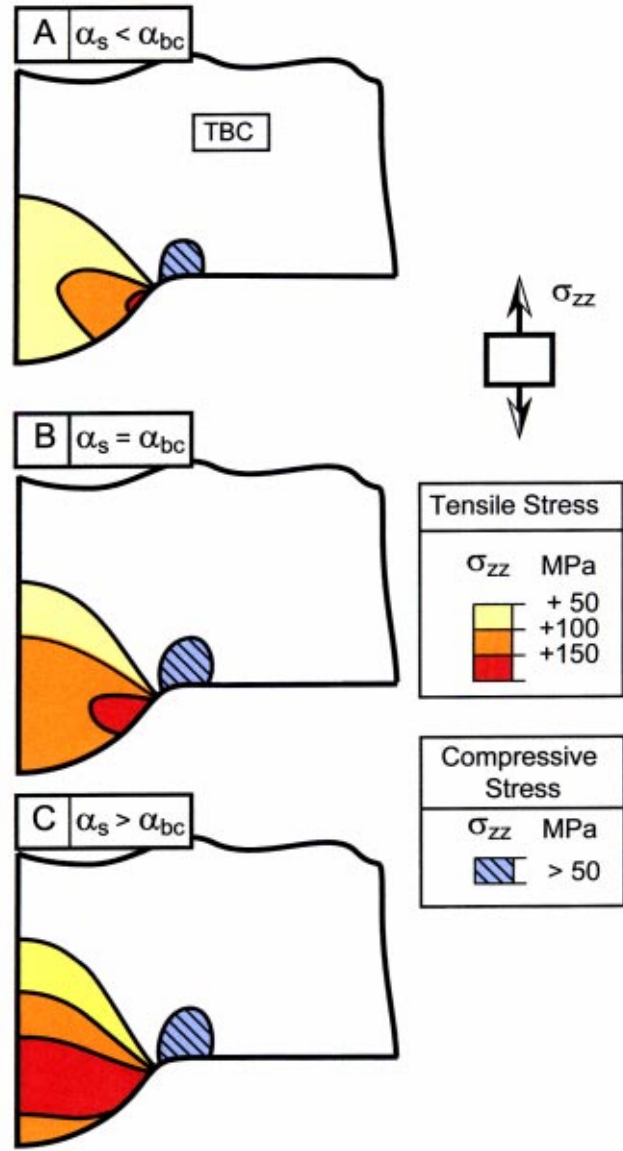 A αs < αbc
TBC
σzz
B αs = αbc
Tensile Stress
σzz MPa
+ 50
+100
+150
C αs > αbc
Compressive
Stress
σzz MPa
> 50